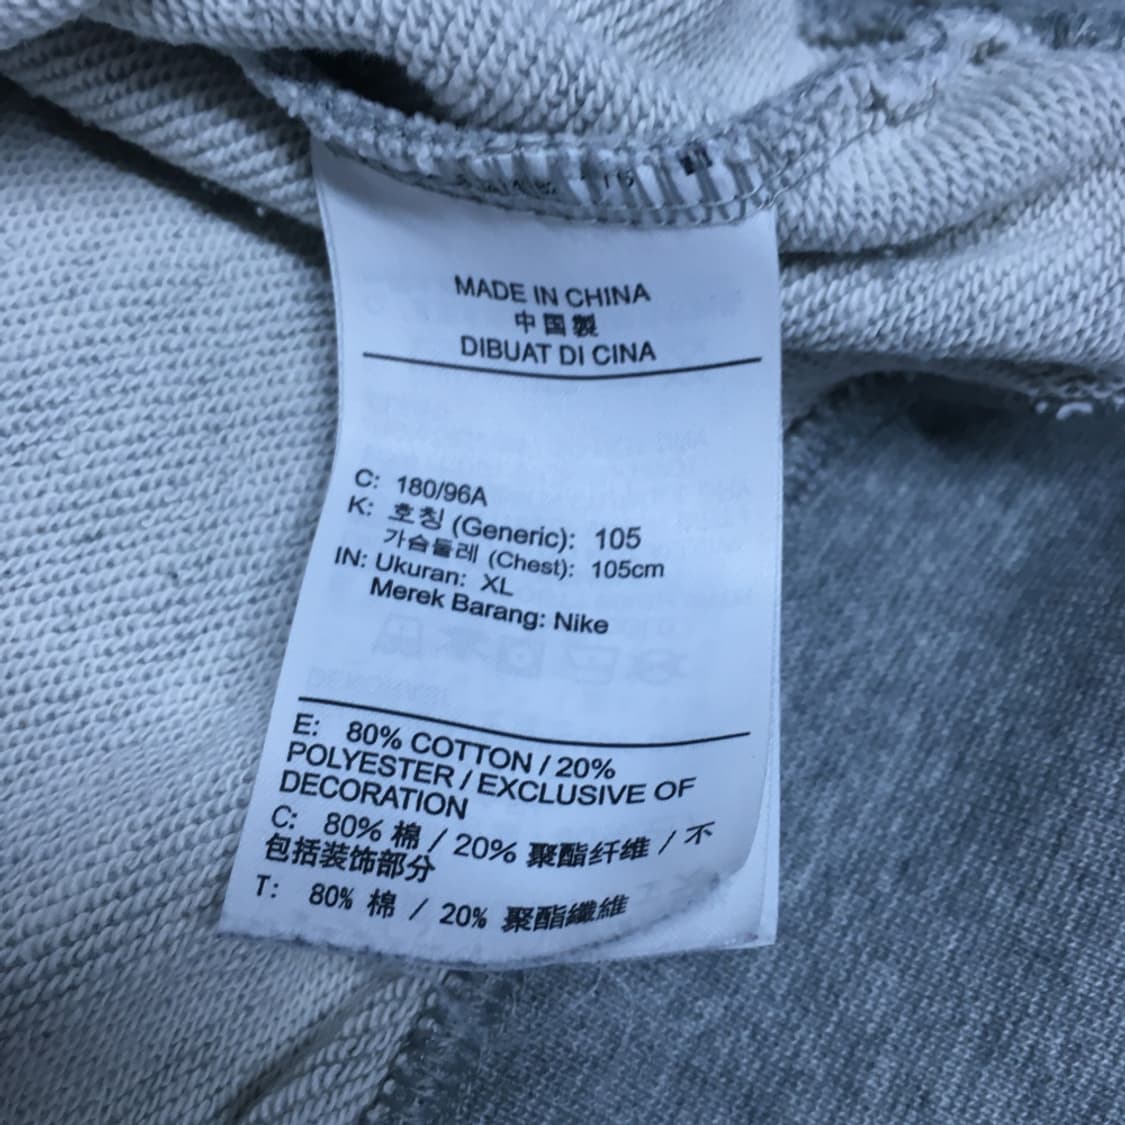 MADE IN CHINA
中国製
DIBUAT DI CINA
C: 180/96A
K: 호칭 (Generic): 105
가슴둘레 (Chest): 105cm
IN: Ukuran: XL
Merek Barang: Nike
E: 80% COTTON / 20%
POLYESTER / EXCLUSIVE OF
DECORATION
C: 80% 棉 / 20% 聚酯纤维 / 不
包括装饰部分
T: 80% 棉 / 20% 聚酯纖維